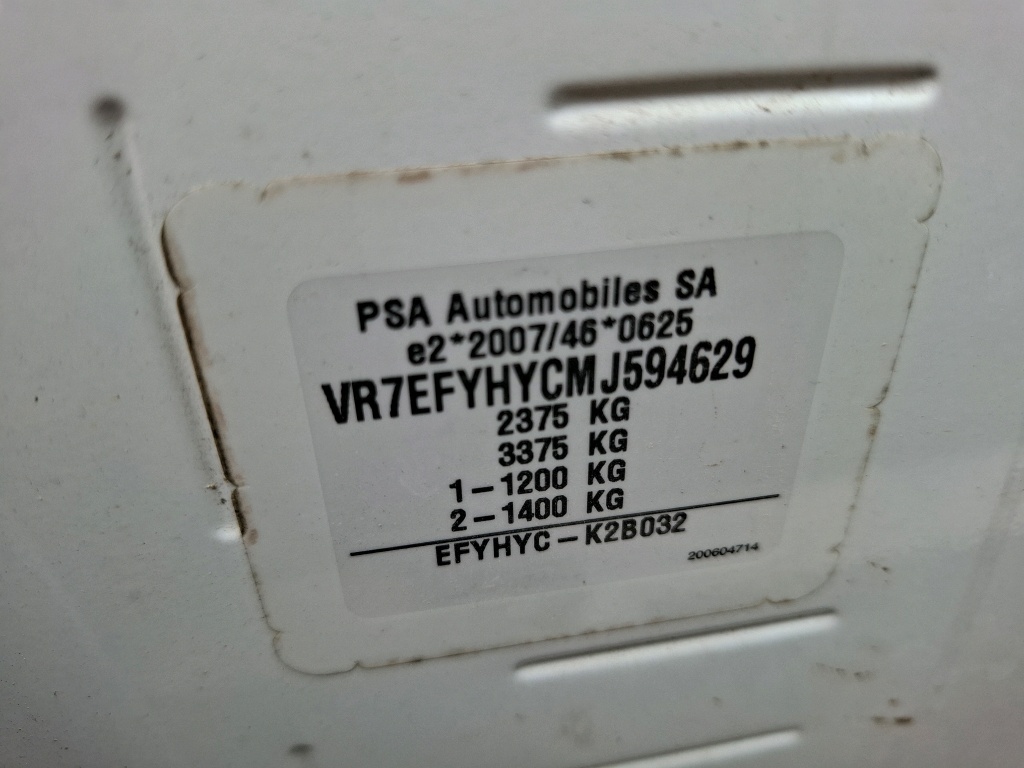 PSA Automobiles SA
e2*2007/46*0625
VR7EFYHYCMJ594629
2375 KG
3375 KG
1-1200 KG
2-1400 KG
EFYHYC-K2B032
200604714